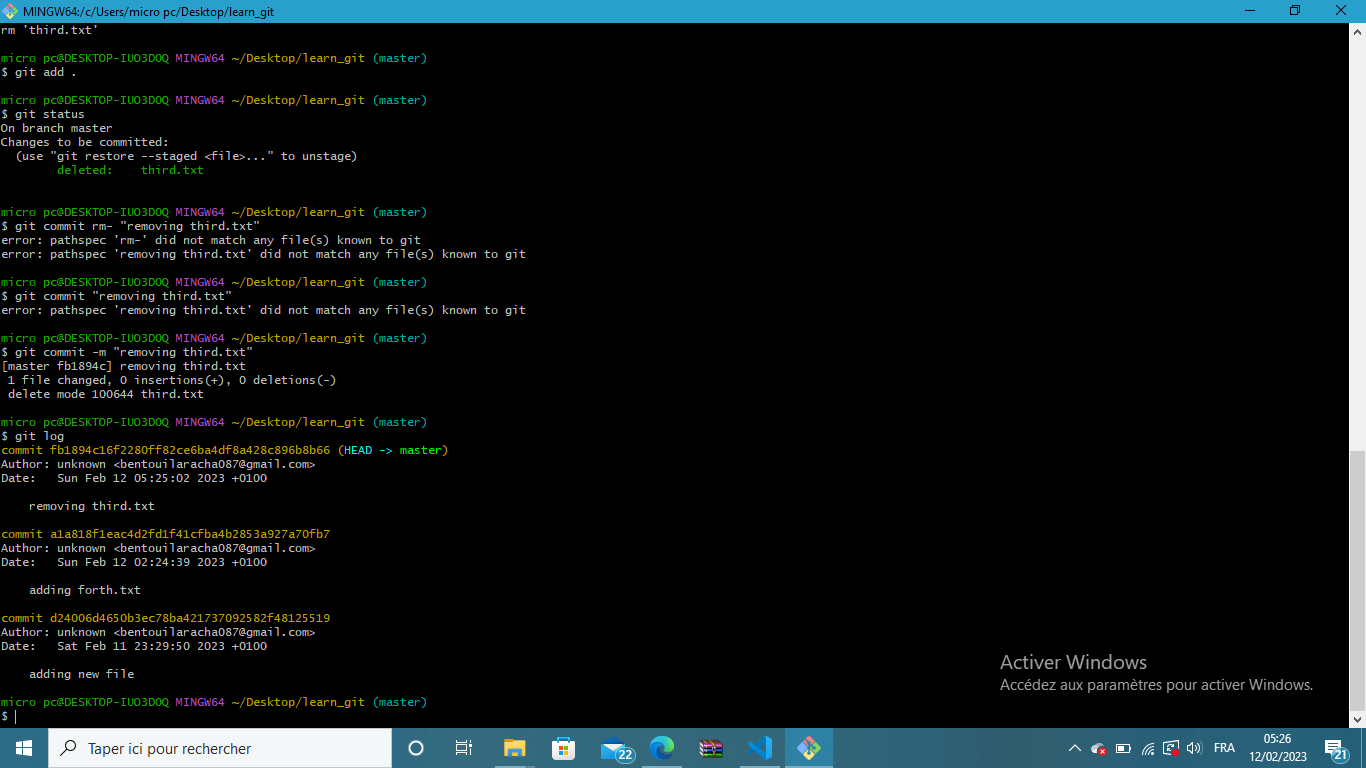 MINGW64:/c/Users/micro pc/Desktop/learn_git
rm 'third.txt'
micro pc@DESKTOP-IUO3DOQ MINGW64 ~/Desktop/learn_git (master)
$ git add .
micro pc@DESKTOP-IUO3DOQ MINGW64 ~/Desktop/learn_git (master)
$ git status
On branch master
Changes to be committed:
  (use "git restore --staged <file>..." to unstage)
        deleted:    third.txt
micro pc@DESKTOP-IUO3DOQ MINGW64 ~/Desktop/learn_git (master)
$ git commit rm- "removing third.txt"
error: pathspec 'rm-' did not match any file(s) known to git
error: pathspec 'removing third.txt' did not match any file(s) known to git
micro pc@DESKTOP-IUO3DOQ MINGW64 ~/Desktop/learn_git (master)
$ git commit "removing third.txt"
error: pathspec 'removing third.txt' did not match any file(s) known to git
micro pc@DESKTOP-IUO3DOQ MINGW64 ~/Desktop/learn_git (master)
$ git commit -m "removing third.txt"
[master fb1894c] removing third.txt
 1 file changed, 0 insertions(+), 0 deletions(-)
 delete mode 100644 third.txt
micro pc@DESKTOP-IUO3DOQ MINGW64 ~/Desktop/learn_git (master)
$ git log
commit fb1894c16f2280ff82ce6ba4df8a428c896b8b66 (HEAD -> master)
Author: unknown <bentouilaracha087@gmail.com>
Date:   Sun Feb 12 05:25:02 2023 +0100
    removing third.txt
commit a1a818f1eac4d2fd1f41cfba4b2853a927a70fb7
Author: unknown <bentouilaracha087@gmail.com>
Date:   Sun Feb 12 02:24:39 2023 +0100
    adding forth.txt
commit d24006d4650b3ec78ba421737092582f48125519
Author: unknown <bentouilaracha087@gmail.com>
Date:   Sat Feb 11 23:29:50 2023 +0100
    adding new file
micro pc@DESKTOP-IUO3DOQ MINGW64 ~/Desktop/learn_git (master)
$
Activer Windows
Accédez aux paramètres pour activer Windows.
Taper ici pour rechercher
22
FRA
05:26
12/02/2023
21